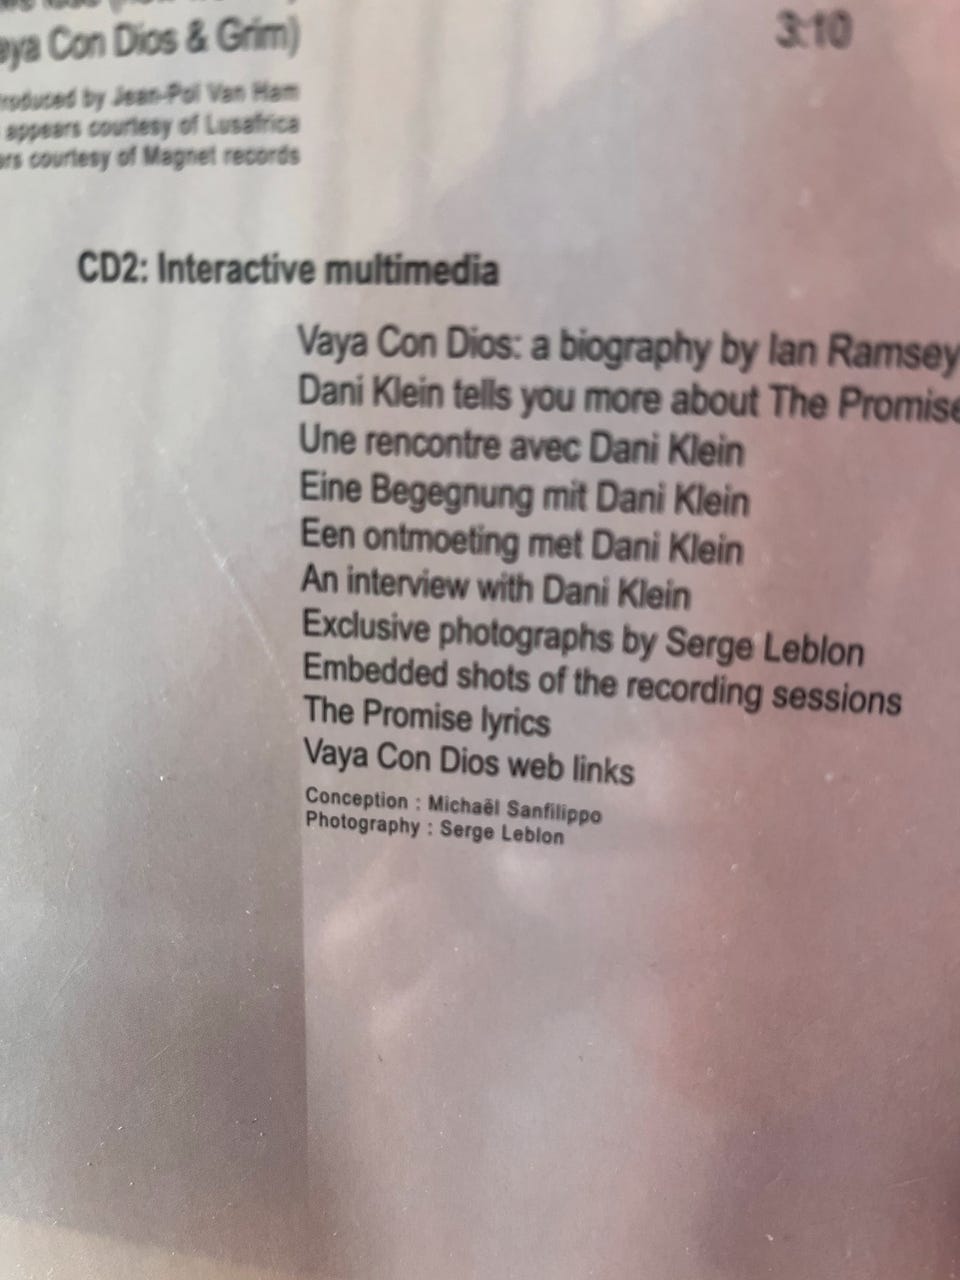 Con Dios & Grim)
3:10
by Jean-Pol Van Ham
appears courtesy of Lusafrica
courtesy of Magnet records
CD2: Interactive multimedia
Vaya Con Dios: a biography by Ian Ramsey
Dani Klein tells you more about The Promise
Une rencontre avec Dani Klein
Eine Begegnung mit Dani Klein
Een ontmoeting met Dani Klein
An interview with Dani Klein
Exclusive photographs by Serge Leblon
Embedded shots of the recording sessions
The Promise lyrics
Vaya Con Dios web links
Conception : Michaël Sanfilippo
Photography : Serge Leblon